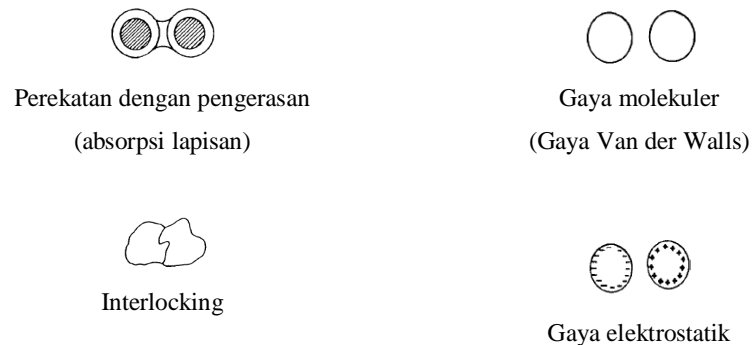 Perekatan dengan pengerasan
(absorpsi lapisan)
Gaya molekuler
(Gaya Van der Walls)
Interlocking
Gaya elektrostatik